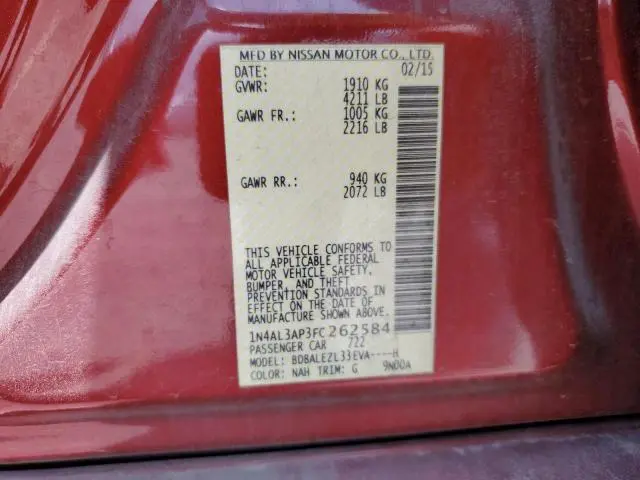 MFD BY NISSAN MOTOR CO., LTD.
DATE: 02/15
GVWR: 1910 KG
4211 LB
GAWR FR.: 1005 KG
2216 LB
GAWR RR.: 940 KG
2072 LB
THIS VEHICLE CONFORMS TO
ALL APPLICABLE FEDERAL
MOTOR VEHICLE SAFETY,
BUMPER, AND THEFT
PREVENTION STANDARDS IN
EFFECT ON THE DATE OF
MANUFACTURE SHOWN ABOVE.
1N4AL3AP3FC262584
PASSENGER CAR 722
MODEL: BDBALEZL33EVA----H
COLOR: NAH TRIM: G 9N00A